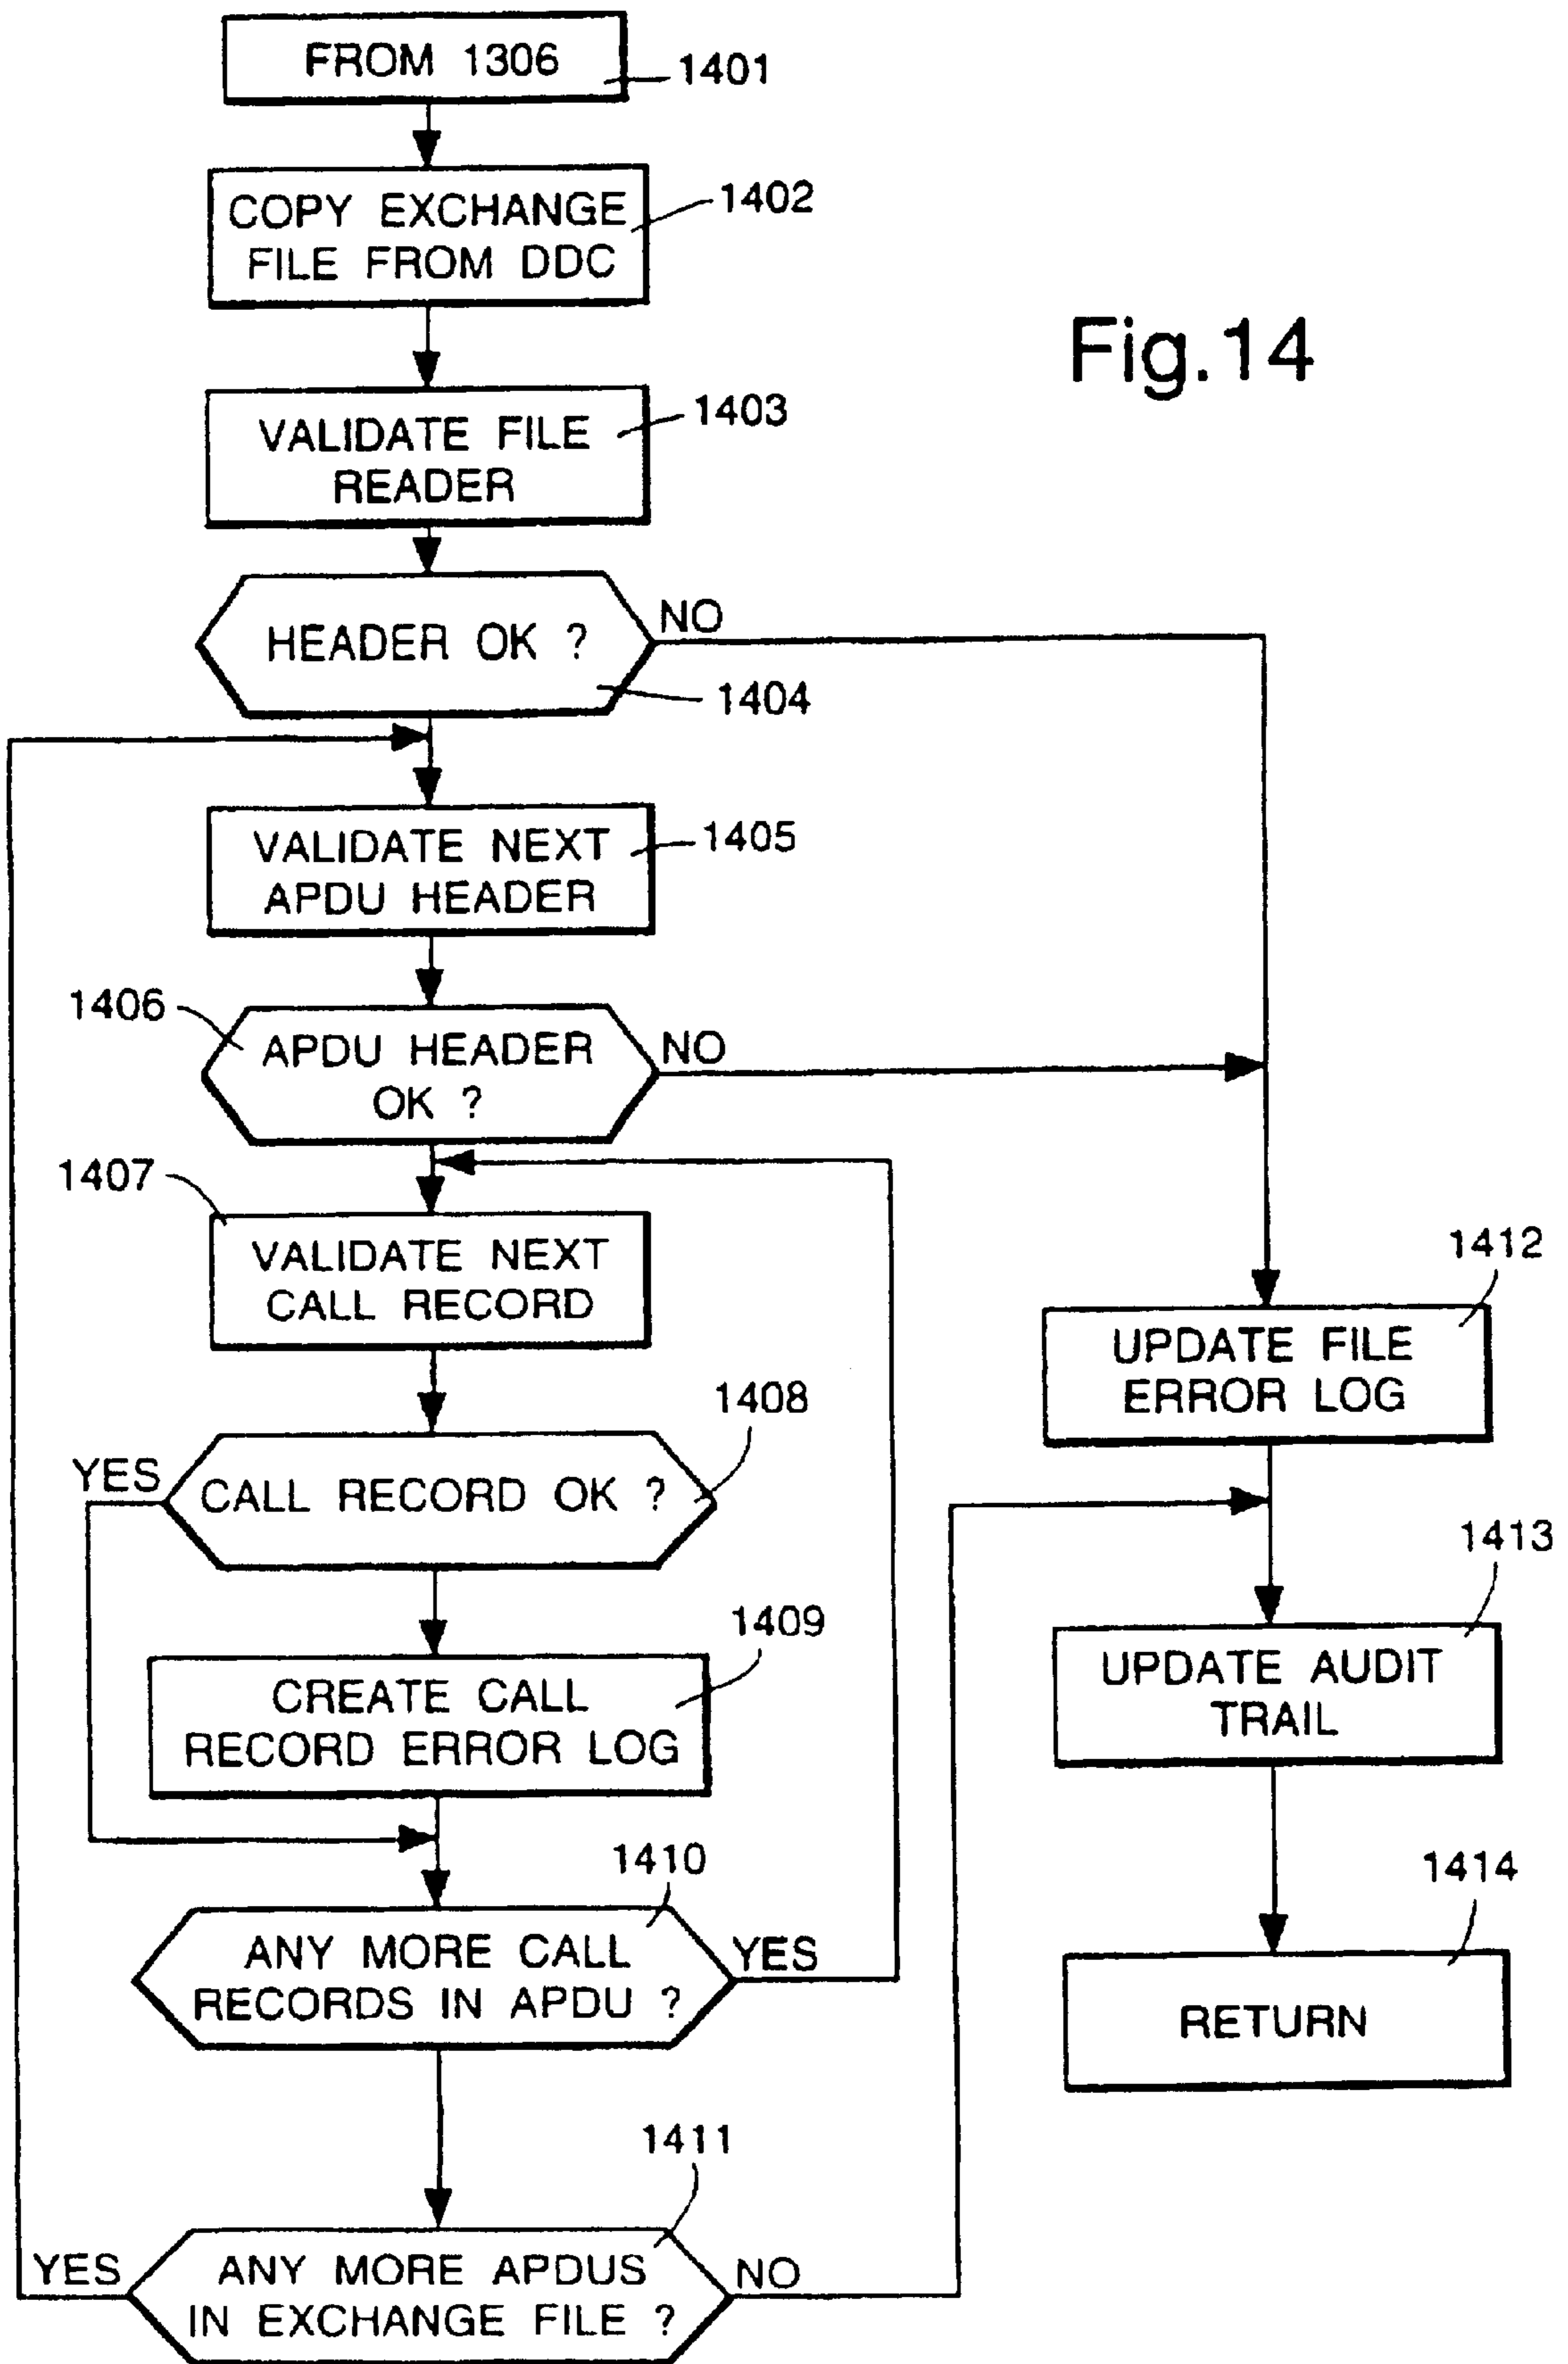 FROM 1306
1401
COPY EXCHANGE
FILE FROM DDC
1402
Fig.14
VALIDATE FILE
READER
1403
HEADER OK ?
NO
1404
VALIDATE NEXT
APDU HEADER
1405
1406
APDU HEADER
OK ?
NO
1407
VALIDATE NEXT
CALL RECORD
1408
YES
CALL RECORD OK ?
1409
CREATE CALL
RECORD ERROR LOG
1410
ANY MORE CALL
RECORDS IN APDU ?
YES
1411
YES
ANY MORE APDUS
IN EXCHANGE FILE ?
NO
1412
UPDATE FILE
ERROR LOG
1413
UPDATE AUDIT
TRAIL
1414
RETURN